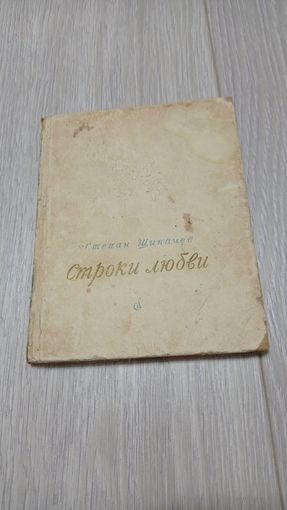 Степан Щипачев
Строки любви